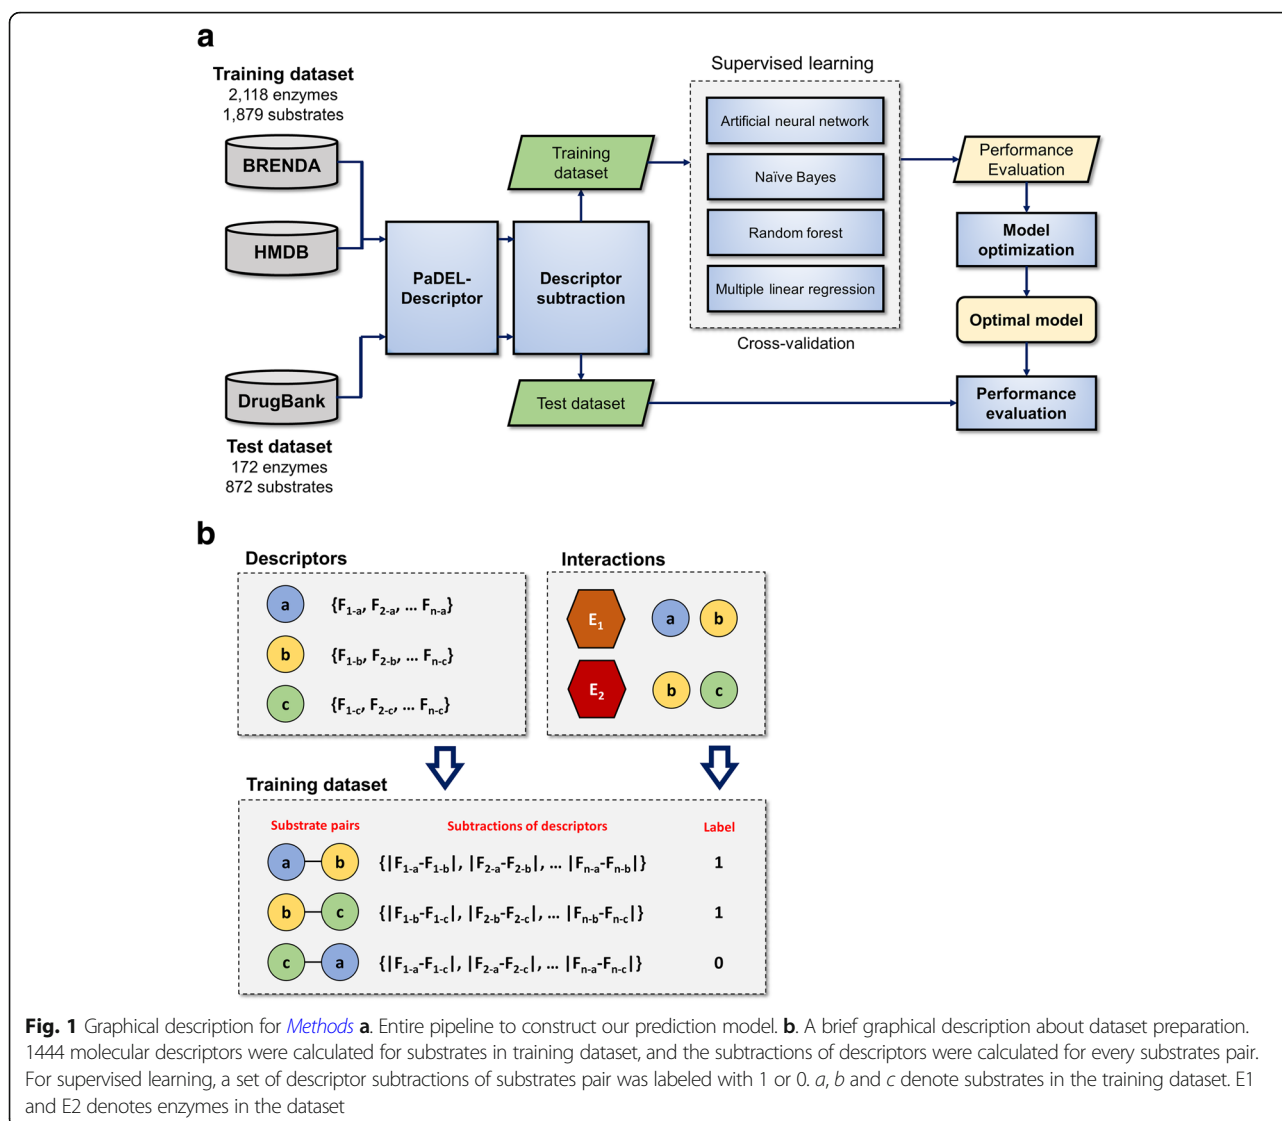 a
Training dataset
2,118 enzymes
1,879 substrates
BRENDA
HMDB
DrugBank
Test dataset
172 enzymes
872 substrates
PaDEL-
Descriptor
Descriptor
subtraction
Training
dataset
Test dataset
Supervised learning
Artificial neural network
Naïve Bayes
Random forest
Multiple linear regression
Cross-validation
Performance
Evaluation
Model
optimization
Optimal model
Performance
evaluation
b
Descriptors
a {F1-a, F2-a, ... Fn-a}
b {F1-b, F2-b, ... Fn-c}
c {F1-c, F2-c, ... Fn-c}
Interactions
E1 a b
E2 b c
Training dataset
Substrate pairs Subtractions of descriptors Label
a b {|F1-a-F1-b|, |F2-a-F2-b|, ... |Fn-a-Fn-b|} 1
b c {|F1-b-F1-c|, |F2-b-F2-c|, ... |Fn-b-Fn-c|} 1
c a {|F1-a-F1-c|, |F2-a-F2-c|, ... |Fn-a-Fn-c|} 0
Fig. 1 Graphical description for Methods a. Entire pipeline to construct our prediction model. b. A brief graphical description about dataset preparation.
1444 molecular descriptors were calculated for substrates in training dataset, and the subtractions of descriptors were calculated for every substrates pair.
For supervised learning, a set of descriptor subtractions of substrates pair was labeled with 1 or 0. a, b and c denote substrates in the training dataset. E1
and E2 denotes enzymes in the dataset